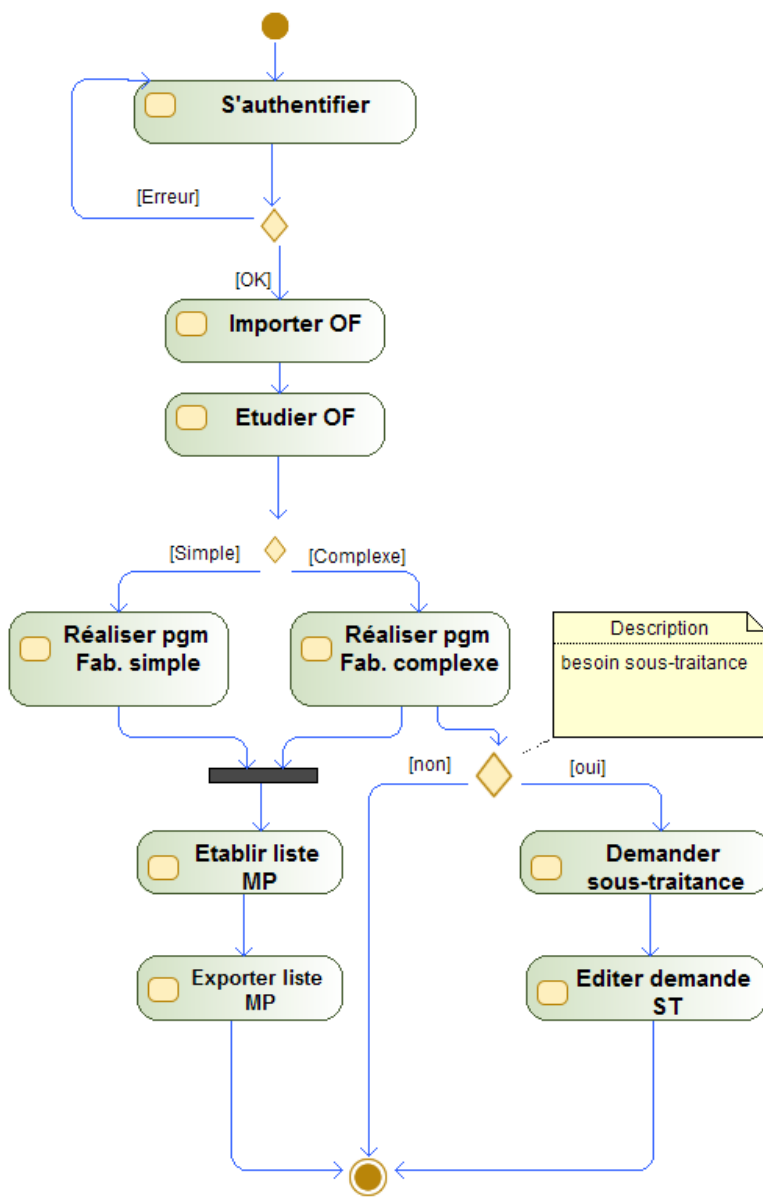 S'authentifier
[Erreur]
[OK]
Importer OF
Etudier OF
[Simple]
[Complexe]
Réaliser pgm
Fab. simple
Réaliser pgm
Fab. complexe
Description
besoin sous-traitance
[non]
[oui]
Etablir liste
MP
Demander
sous-traitance
Exporter liste
MP
Editer demande
ST